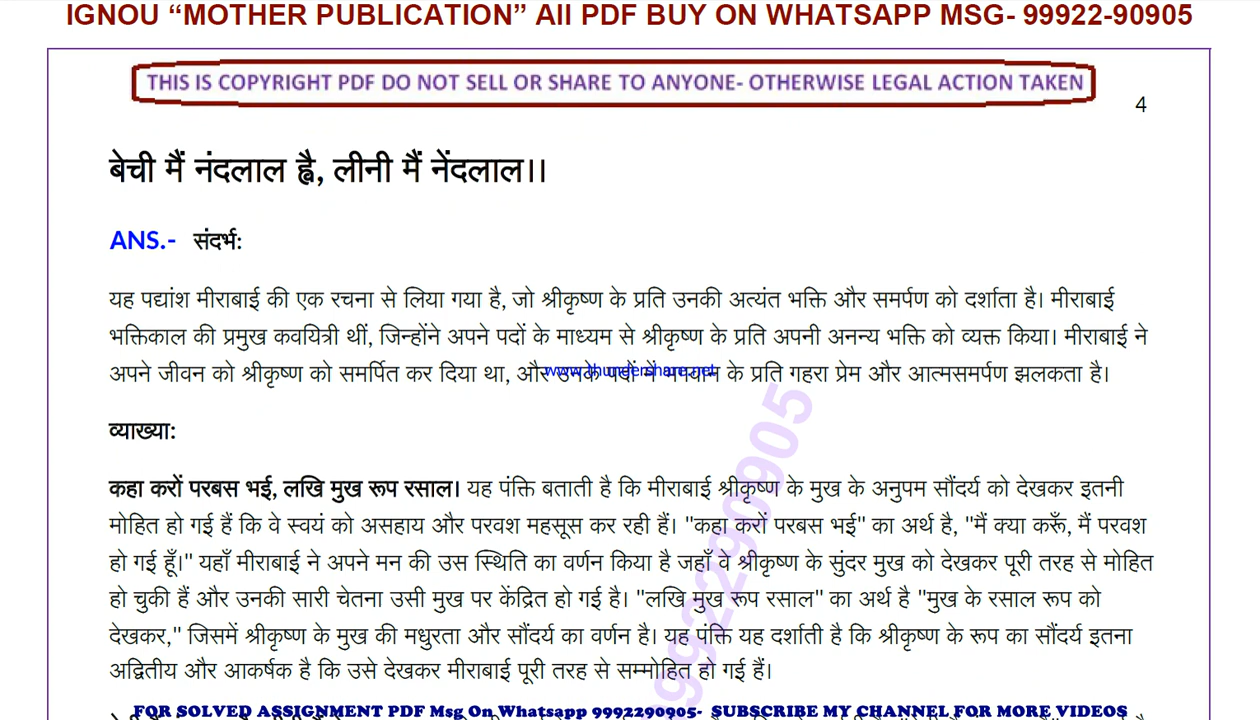 IGNOU “MOTHER PUBLICATION” All PDF BUY ON WHATSAPP MSG- 99922-90905
THIS IS COPYRIGHT PDF DO NOT SELL OR SHARE TO ANYONE- OTHERWISE LEGAL ACTION TAKEN
4
बेची मैं नंदलाल ह्वै, लीनी मैं नेंदलाल।।
ANS.- संदर्भ:
यह पद्यांश मीराबाई की एक रचना से लिया गया है, जो श्रीकृष्ण के प्रति उनकी अत्यंत भक्ति और समर्पण को दर्शाता है। मीराबाई
भक्तिकाल की प्रमुख कवयित्री थीं, जिन्होंने अपने पदों के माध्यम से श्रीकृष्ण के प्रति अपनी अनन्य भक्ति को व्यक्त किया। मीराबाई ने
अपने जीवन को श्रीकृष्ण को समर्पित कर दिया था, और उनके पदों में भगवान के प्रति गहरा प्रेम और आत्मसमर्पण झलकता है।
www.thundershare.net
व्याख्या:
कहा करों परबस भई, लखि मुख रूप रसाल। यह पंक्ति बताती है कि मीराबाई श्रीकृष्ण के मुख के अनुपम सौंदर्य को देखकर इतनी
मोहित हो गई हैं कि वे स्वयं को असहाय और परवश महसूस कर रही हैं। "कहा करों परबस भई" का अर्थ है, "मैं क्या करूँ, मैं परवश
हो गई हूँ।" यहाँ मीराबाई ने अपने मन की उस स्थिति का वर्णन किया है जहाँ वे श्रीकृष्ण के सुंदर मुख को देखकर पूरी तरह से मोहित
हो चुकी हैं और उनकी सारी चेतना उसी मुख पर केंद्रित हो गई है। "लखि मुख रूप रसाल" का अर्थ है "मुख के रसाल रूप को
देखकर," जिसमें श्रीकृष्ण के मुख की मधुरता और सौंदर्य का वर्णन है। यह पंक्ति यह दर्शाती है कि श्रीकृष्ण के रूप का सौंदर्य इतना
अद्वितीय और आकर्षक है कि उसे देखकर मीराबाई पूरी तरह से सम्मोहित हो गई हैं।
FOR SOLVED ASSIGNMENT PDF Msg On Whatsapp 9992290905- SUBSCRIBE MY CHANNEL FOR MORE VIDEOS